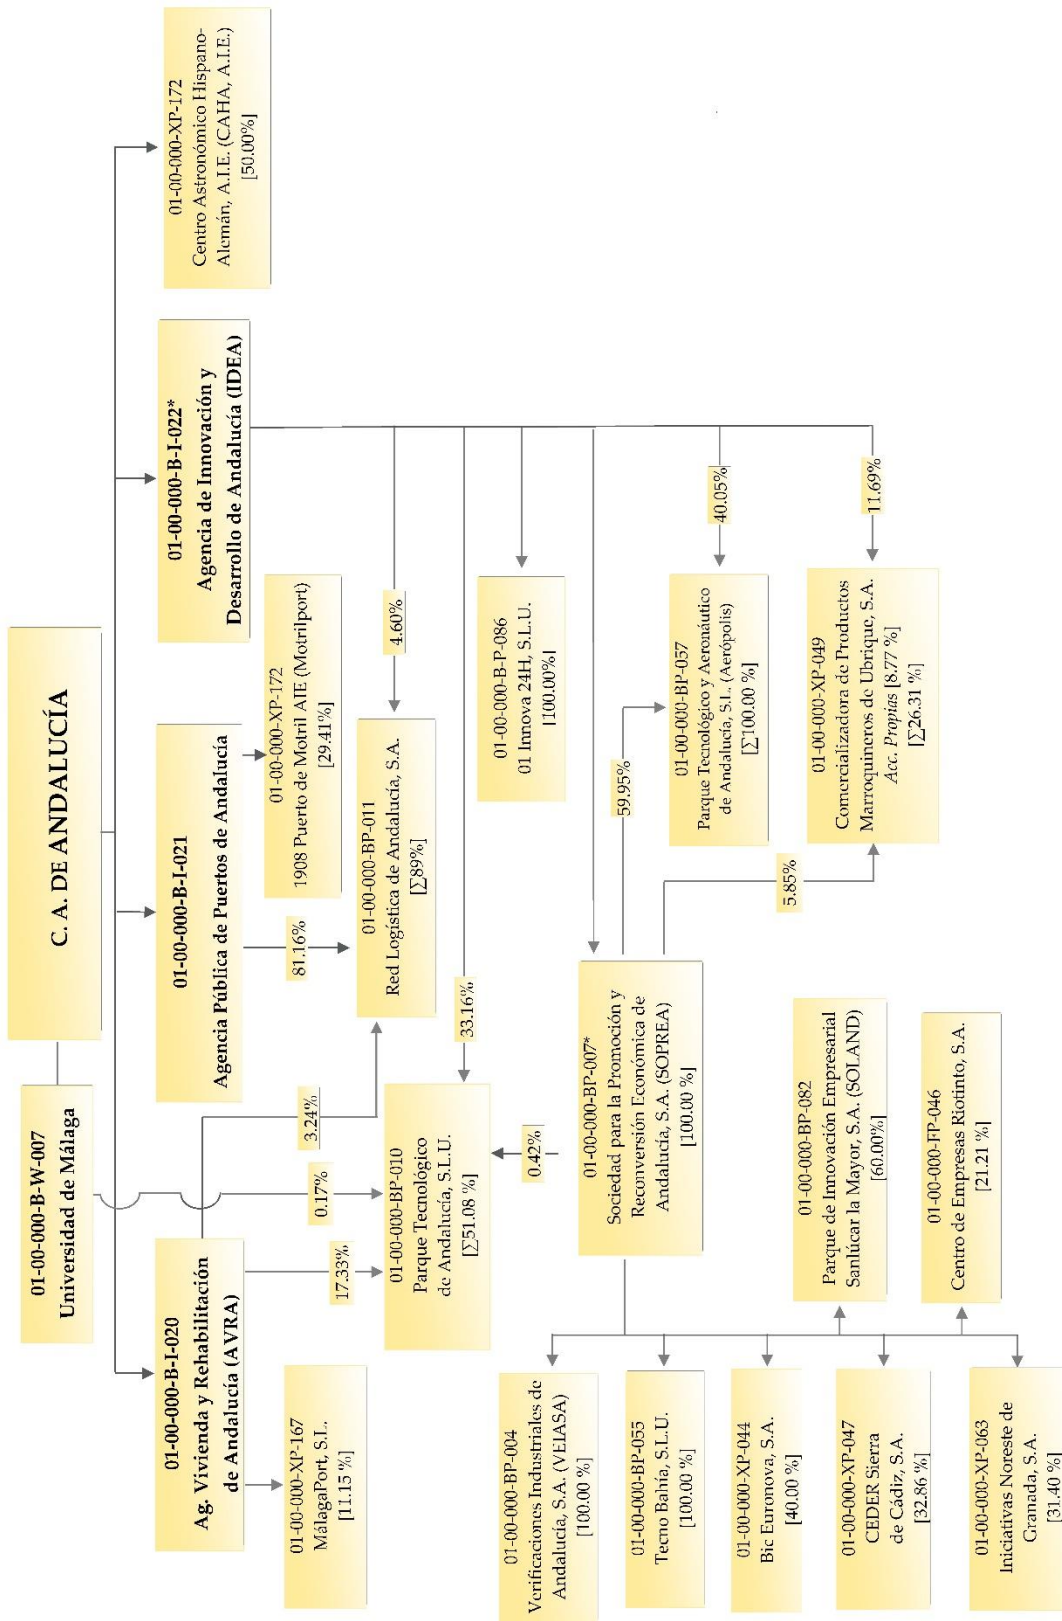 C. A. DE ANDALUCÍA
01-00-000-B-W-007
Universidad de Málaga
01-00-000-B-I-020
Ag. Vivienda y Rehabilitación
de Andalucía (AVRA)
01-00-000-B-I-021
Agencia Pública de Puertos de Andalucía
01-00-000-B-I-022*
Agencia de Innovación y
Desarrollo de Andalucía (IDEA)
01-00-000-XP-172
Centro Astronómico Hispano-
Alemán, A.I.E. (CAHA, A.I.E.)
[50.00%]
01-00-000-XP-167
MálagaPort, S.L.
[11.15 %]
17.33%
0.17%
3.24%
81.16%
01-00-000-XP-172
1908 Puerto de Motril AIE (Motrilport)
[29.41%]
4.60%
01-00-000-BP-010
Parque Tecnológico
de Andalucía, S.L.U.
[∑51.08 %]
01-00-000-BP-011
Red Logística de Andalucía, S.A.
[∑89%]
33.16%
0.42%
01-00-000-B-P-086
01 Innova 24H, S.L.U.
[100.00%]
01-00-000-BP-007*
Sociedad para la Promoción y
Reconversión Económica de
Andalucía, S.A. (SOPREA)
[100.00 %]
59.95%
40.05%
01-00-000-BP-057
Parque Tecnológico y Aeronáutico
de Andalucía, S.L. (Aerópolis)
[∑100.00 %]
5.85%
11.69%
01-00-000-XP-049
Comercializadora de Productos
Marroquineros de Ubrique, S.A.
Acc. Propias [8.77 %]
[∑26.31 %]
01-00-000-BP-004
Verificaciones Industriales de
Andalucía, S.A. (VEIASA)
[100.00 %]
01-00-000-BP-055
Tecno Bahía, S.L.U.
[100.00 %]
01-00-000-XP-044
Bic Euronova, S.A.
[40.00 %]
01-00-000-XP-047
CEDER Sierra
de Cádiz, S.A.
[32.86 %]
01-00-000-XP-063
Iniciativas Noreste de
Granada, S.A.
[31.40 %]
01-00-000-BP-082
Parque de Innovación Empresarial
Sanlúcar la Mayor, S.A. (SOLAND)
[60.00%]
01-00-000-FP-046
Centro de Empresas Riotinto, S.A.
[21.21 %]